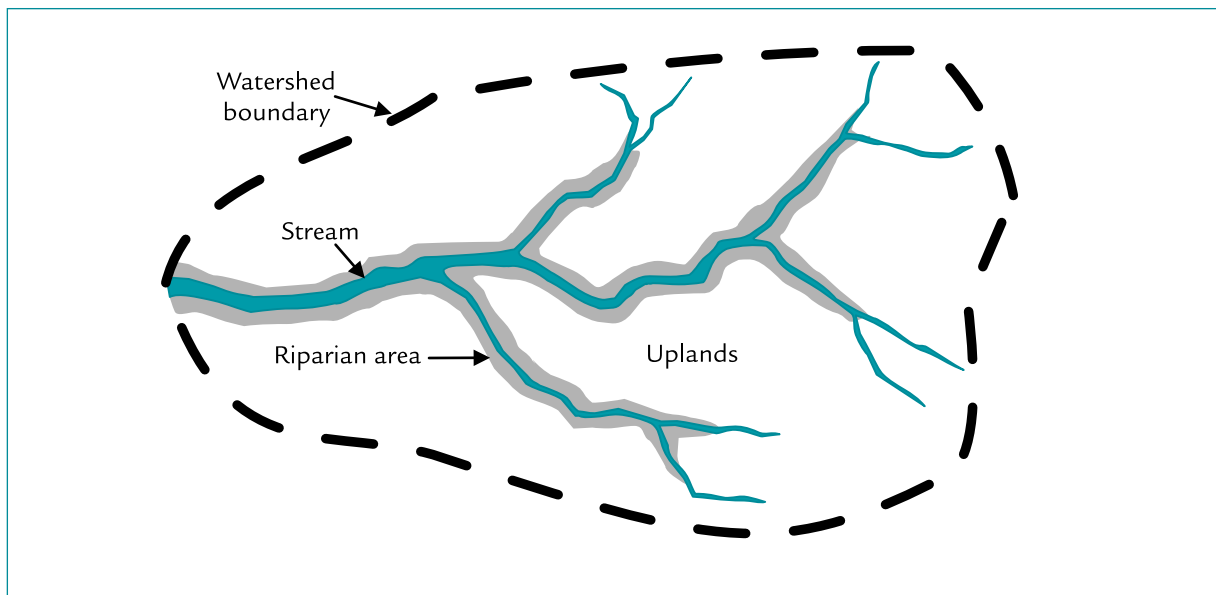 Watershed
boundary
Stream
Riparian area
Uplands